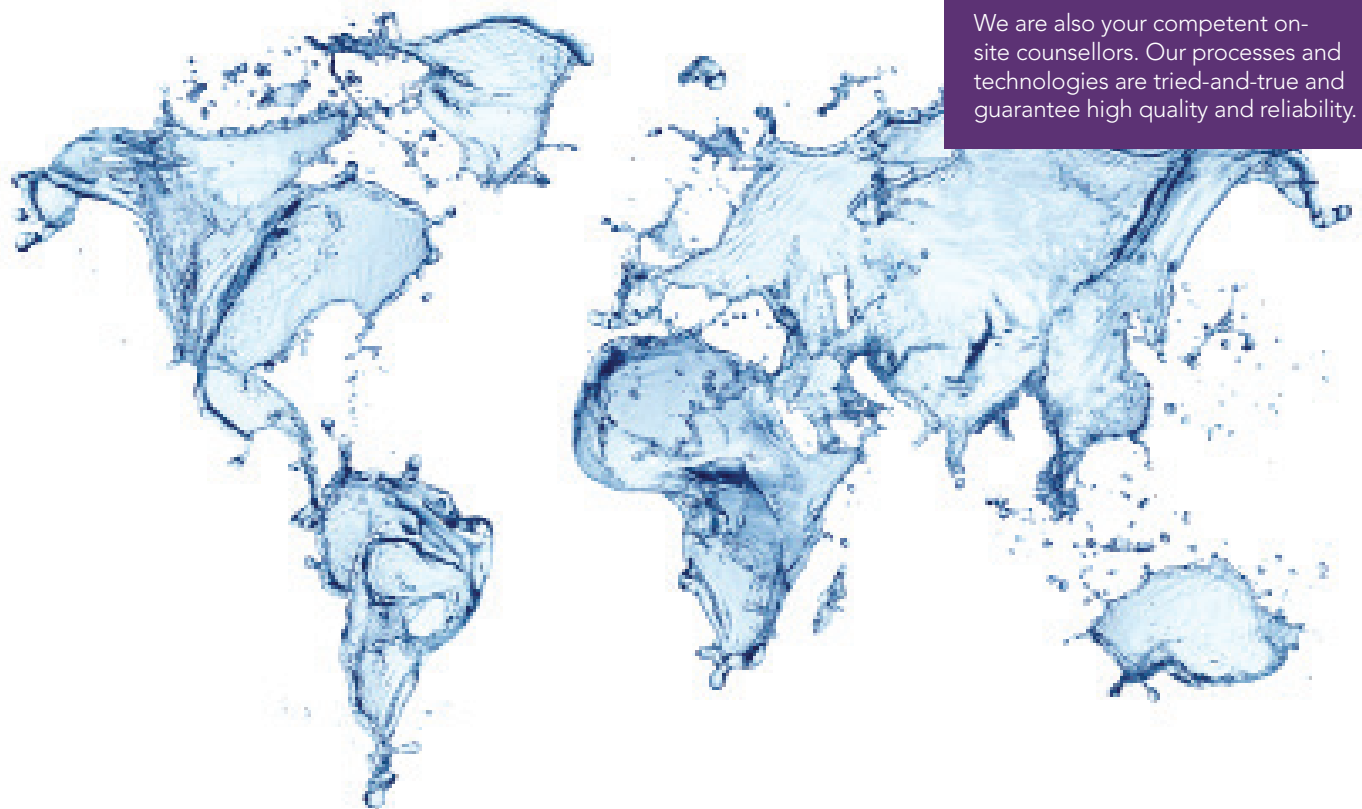 We are also your competent on-
site counsellors. Our processes and
technologies are tried-and-true and
guarantee high quality and reliability.